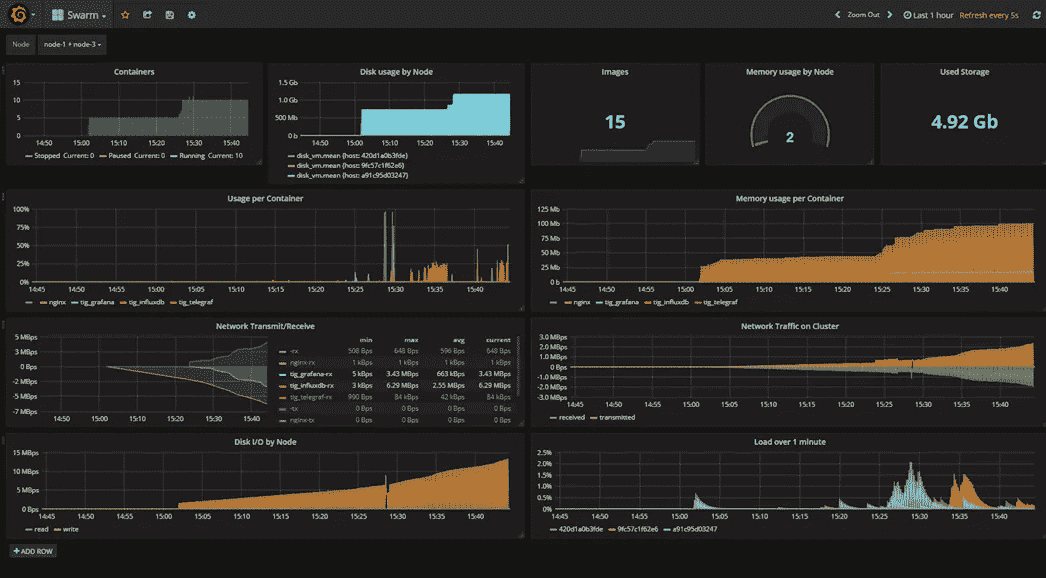 Swarm
Zoom Out
Last 1 hour
Refresh every 5s
Node
node-1 + node-3
Containers
15
10
5
0
14:50 15:00 15:10 15:20 15:30 15:40
Stopped Current: 0 Paused Current: 0 Running Current: 10
Disk usage by Node
1.5 Gb
1.0 Gb
500 Mb
0 b
14:50 15:00 15:10 15:20 15:30 15:40
disk_vm.mean {host: 420d1a0b3fde}
disk_vm.mean {host: 9fc57c1f62e6}
disk_vm.mean {host: a91c95d03247}
Images
15
Memory usage by Node
2
Used Storage
4.92 Gb
Usage per Container
100%
75%
50%
25%
0%
14:45 14:50 14:55 15:00 15:05 15:10 15:15 15:20 15:25 15:30 15:35 15:40
nginx tig_grafana tig_influxdb tig_telegraf
Memory usage per Container
125 Mb
100 Mb
75 Mb
50 Mb
25 Mb
0 b
14:45 14:50 14:55 15:00 15:05 15:10 15:15 15:20 15:25 15:30 15:35 15:40
nginx tig_grafana tig_influxdb tig_telegraf
Network Transmit/Receive
5 MBps
3 MBps
0 Bps
-2 MBps
-5 MBps
-7 MBps
14:50 15:00 15:10 15:20 15:30 15:40
min max avg current
-rx 508 Bps 648 Bps 596 Bps 648 Bps
nginx-rx 1 kBps 1 kBps 1 kBps 1 kBps
tig_grafana-rx 5 kBps 3.43 MBps 663 kBps 3.43 MBps
tig_influxdb-rx 3 kBps 6.29 MBps 2.55 MBps 6.29 MBps
tig_telegraf-rx 990 Bps 84 kBps 42 kBps 84 kBps
-tx 0 Bps 0 Bps 0 Bps 0 Bps
nginx-tx 0 Bps 0 Bps 0 Bps 0 Bps
Network Traffic on Cluster
3.0 MBps
2.0 MBps
1.0 MBps
0 Bps
-1.0 MBps
-2.0 MBps
-3.0 MBps
14:45 14:50 14:55 15:00 15:05 15:10 15:15 15:20 15:25 15:30 15:35 15:40
received transmitted
Disk I/O by Node
15 MBps
10 MBps
5 MBps
0 Bps
14:45 14:50 14:55 15:00 15:05 15:10 15:15 15:20 15:25 15:30 15:35 15:40
read write
Load over 1 minute
2.5%
2.0%
1.5%
1.0%
0.5%
0%
14:45 14:50 14:55 15:00 15:05 15:10 15:15 15:20 15:25 15:30 15:35 15:40
420d1a0b3fde 9fc57c1f62e6 a91c95d03247
+ ADD ROW